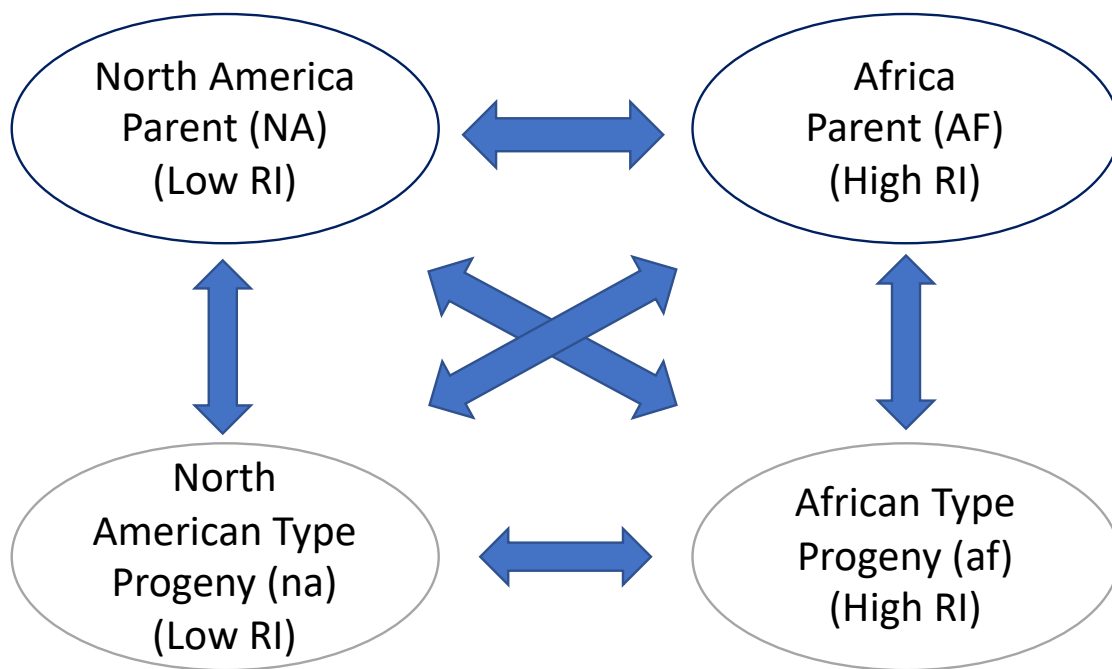 North America
Parent (NA)
(Low RI)
Africa
Parent (AF)
(High RI)
North
American Type
Progeny (na)
(Low RI)
African Type
Progeny (af)
(High RI)